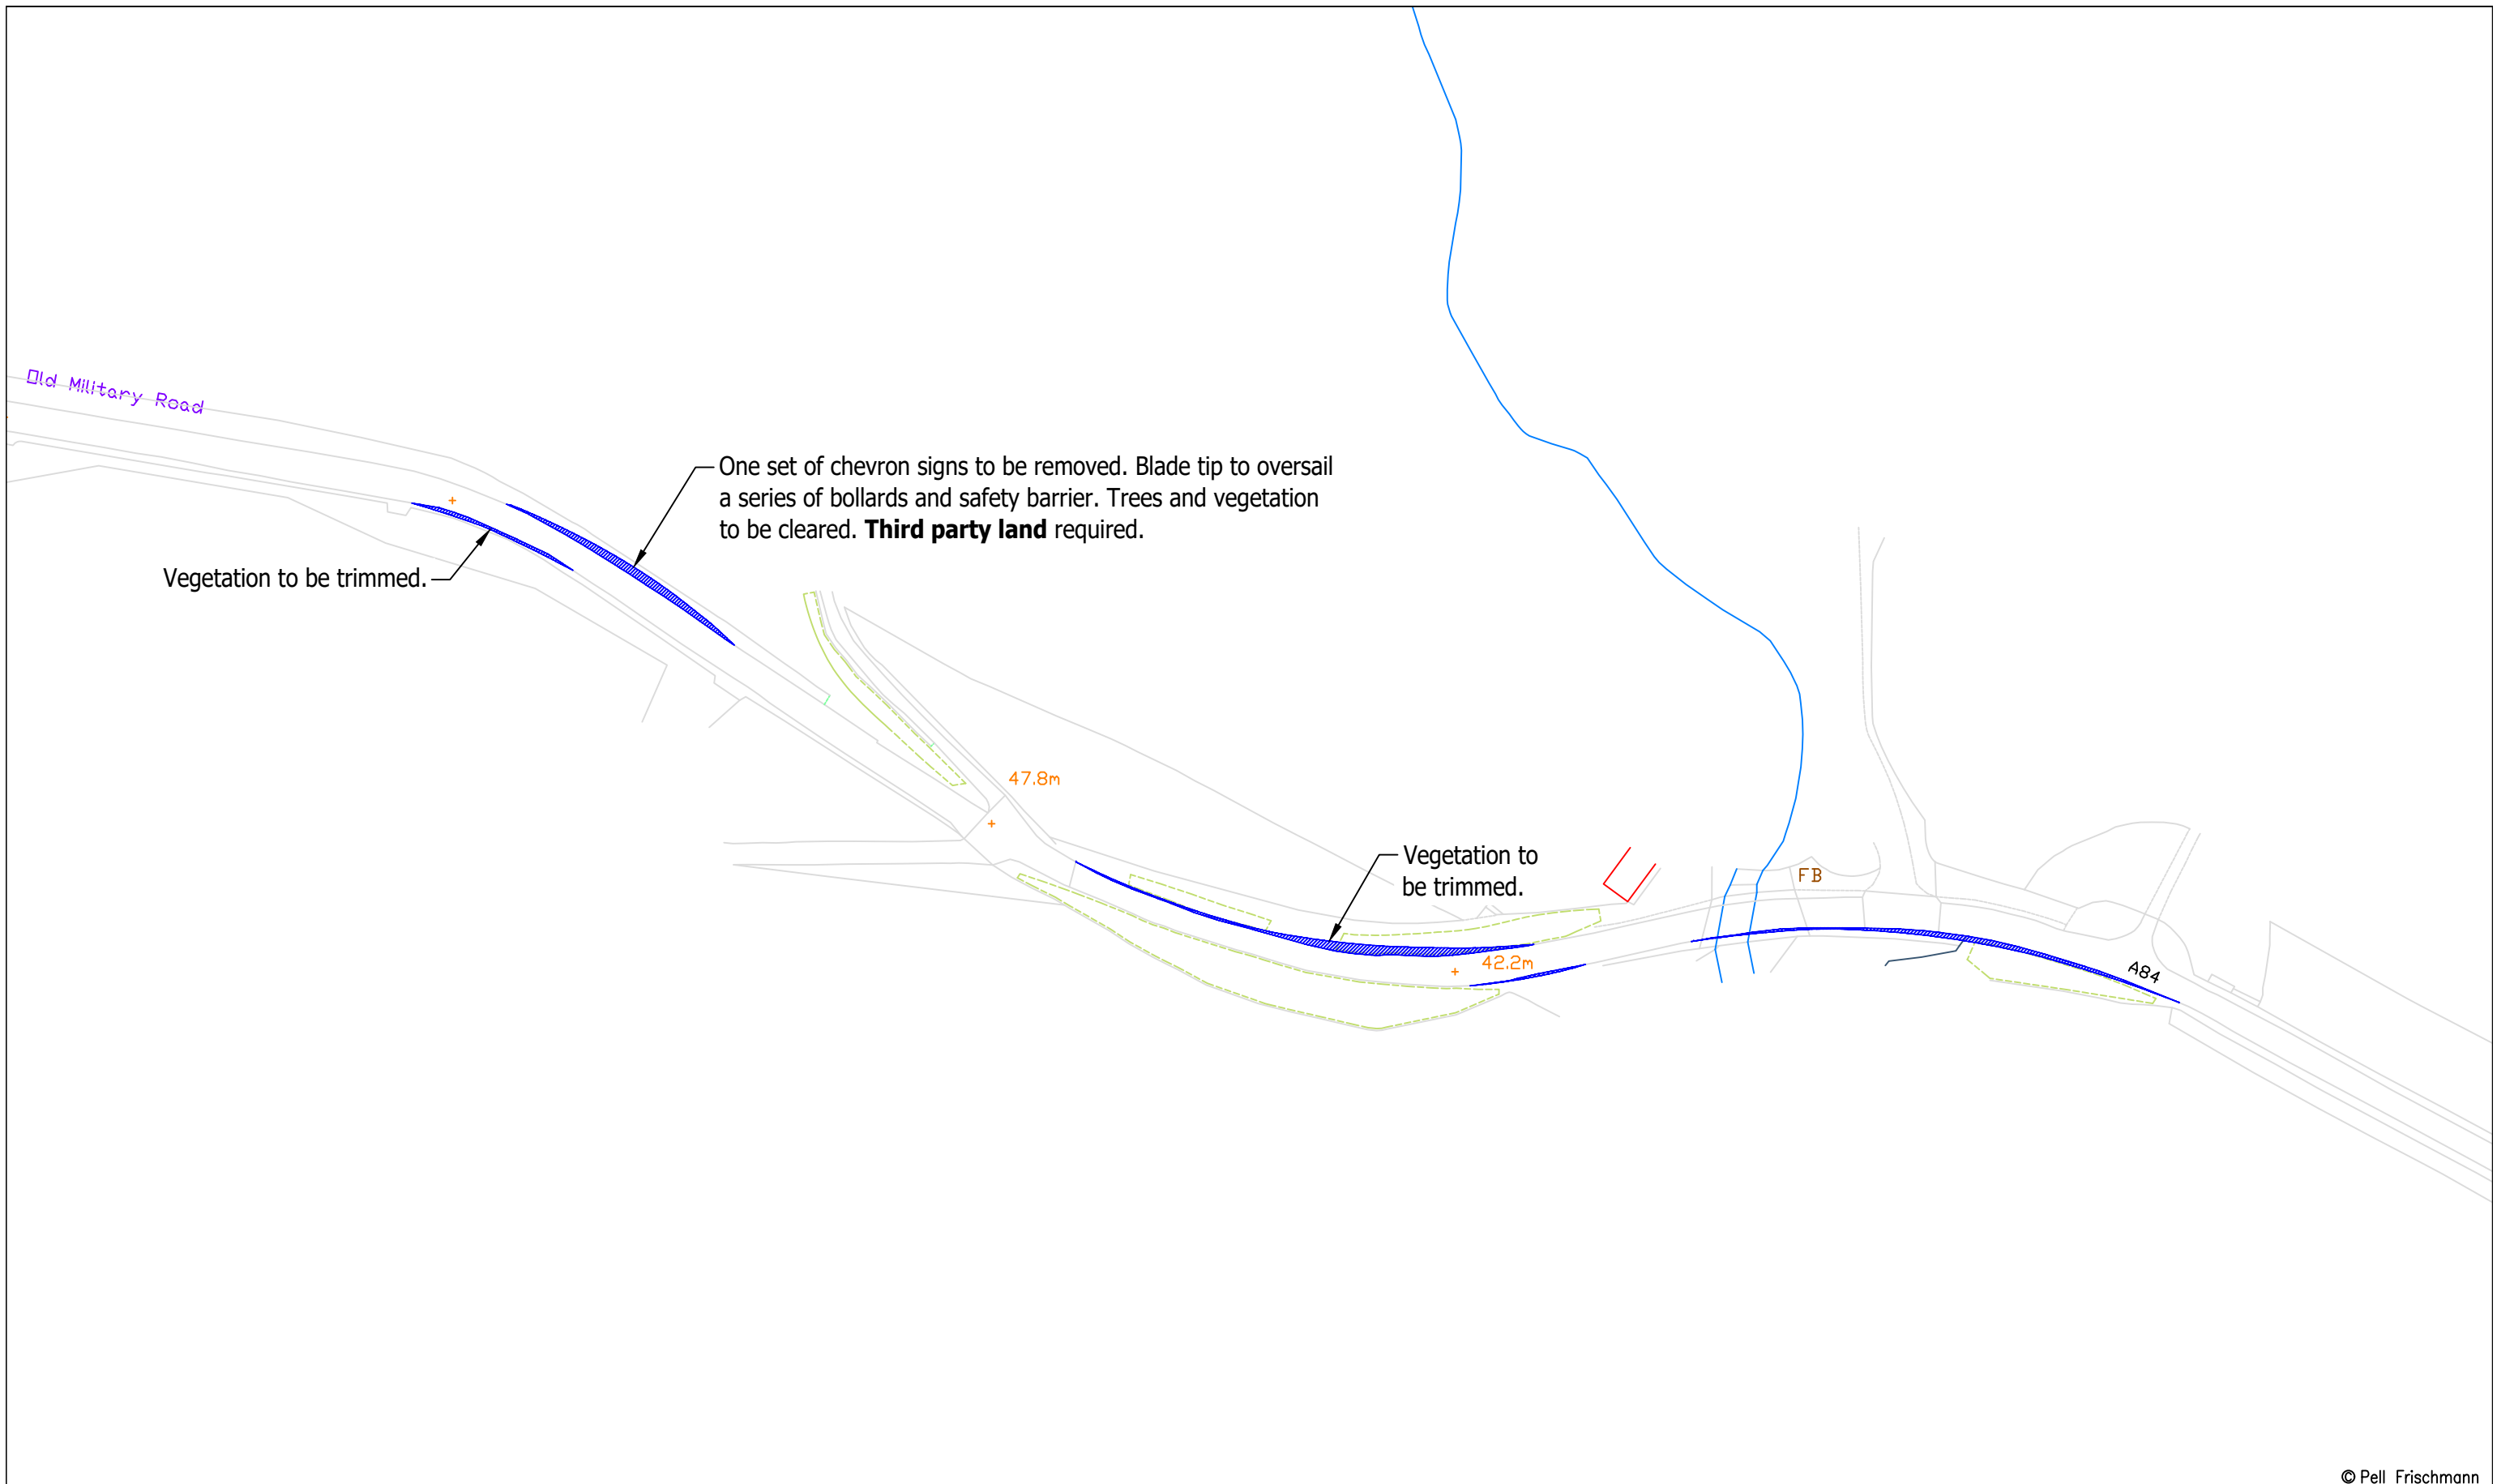 Old Military Road
One set of chevron signs to be removed. Blade tip to oversail
a series of bollards and safety barrier. Trees and vegetation
to be cleared. Third party land required.
Vegetation to be trimmed.
47.8m
Vegetation to
be trimmed.
FB
42.2m
A84
© Pell Frischmann